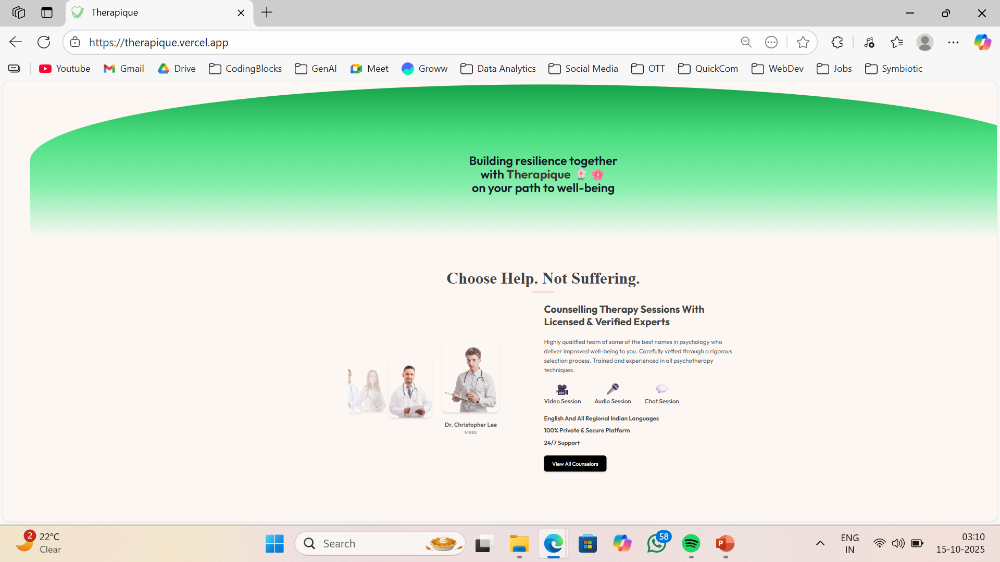 Therapique
https://therapique.vercel.app
Youtube
Gmail
Drive
CodingBlocks
GenAI
Meet
Groww
Data Analytics
Social Media
OTT
QuickCom
WebDev
Jobs
Symbiotic
Building resilience together
with Therapique
on your path to well-being
Choose Help. Not Suffering.
Counselling Therapy Sessions With
Licensed & Verified Experts
Highly qualified team of some of the best names in psychology who
deliver improved well-being to you. Carefully vetted through a rigorous
selection process. Trained and experienced in all psychotherapy
techniques.
Video Session
Audio Session
Chat Session
English And All Regional Indian Languages
100% Private & Secure Platform
24/7 Support
View All Counselors
Dr. Christopher Lee
MBBS
2
22°C
Clear
Search
58
P
ENG
IN
03:10
15-10-2025